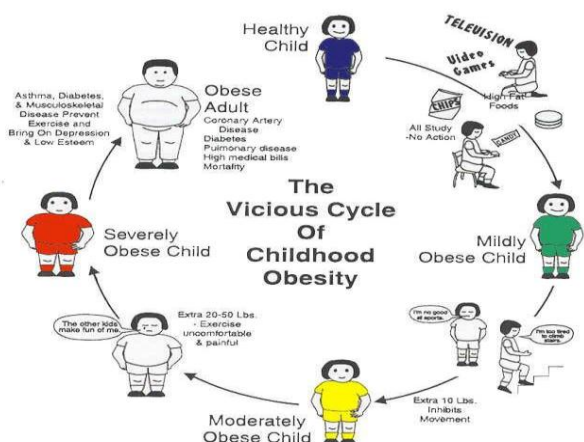 Healthy
Child
TELEVISION
Video
Games
High Fat
Foods
CHIPS
All Study
-No Action
CANDY
Mildly
Obese Child
I'm no good
at sports.
I'm too tired
to climb
stairs.
Extra 10 Lbs.
Inhibits
Movement
Moderately
Obese Child
Extra 20-50 Lbs.
- Exercise
uncomfortable
& painful
The other kids
make fun of me.
Severely
Obese Child
Asthma, Diabetes,
& Musculoskeletal
Disease Prevent
Exercise and
Bring On Depression
& Low Esteem
Obese
Adult
Coronary Artery
Disease
Diabetes
Pulmonary disease
High medical bills
Mortality
The
Vicious Cycle
Of
Childhood
Obesity